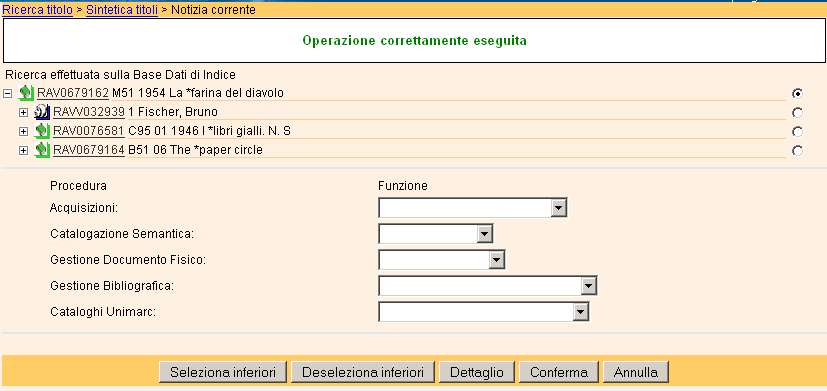 Ricerca titolo > Sintetica titoli > Notizia corrente
Operazione correttamente eseguita
Ricerca effettuata sulla Base Dati di Indice
RAV0679162 M51 1954 La *farina del diavolo
RAVV032939 1 Fischer, Bruno
RAV0076581 C95 01 1946 I *libri gialli. N. S
RAV0679164 B51 06 The *paper circle
Procedura Funzione
Acquisizioni:
Catalogazione Semantica:
Gestione Documento Fisico:
Gestione Bibliografica:
Cataloghi Unimarc:
Seleziona inferiori Deseleziona inferiori Dettaglio Conferma Annulla